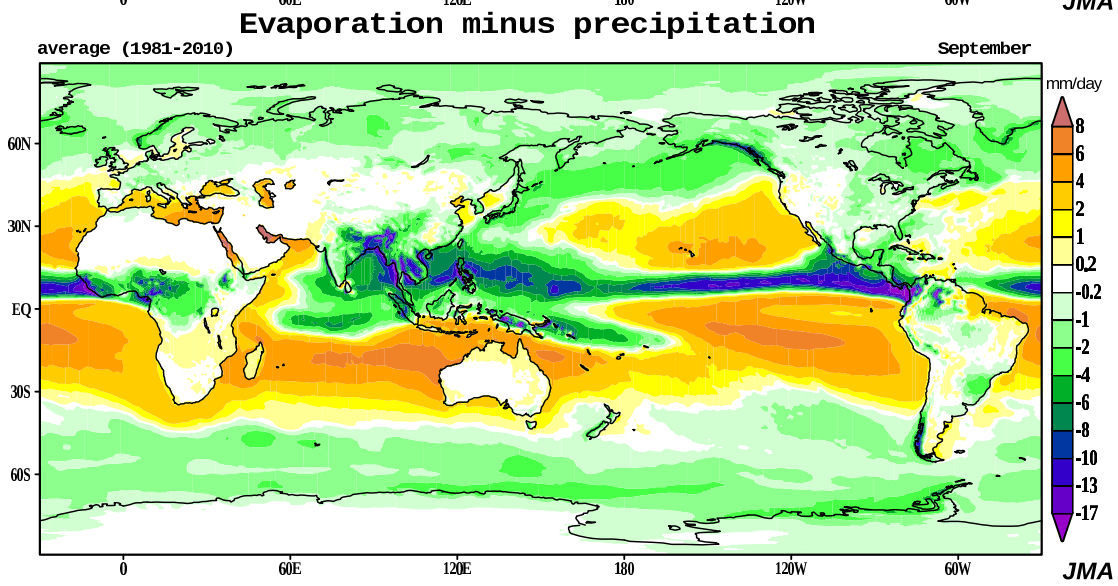 0 60E 120E 180 120W 60W JMA
Evaporation minus precipitation
average (1981-2010) September
mm/day
8
6
60N
4
2
30N
1
0.2
-0.2
EQ
-1
-2
-4
30S
-6
-8
-10
60S
-13
-17
0 60E 120E 180 120W 60W
JMA